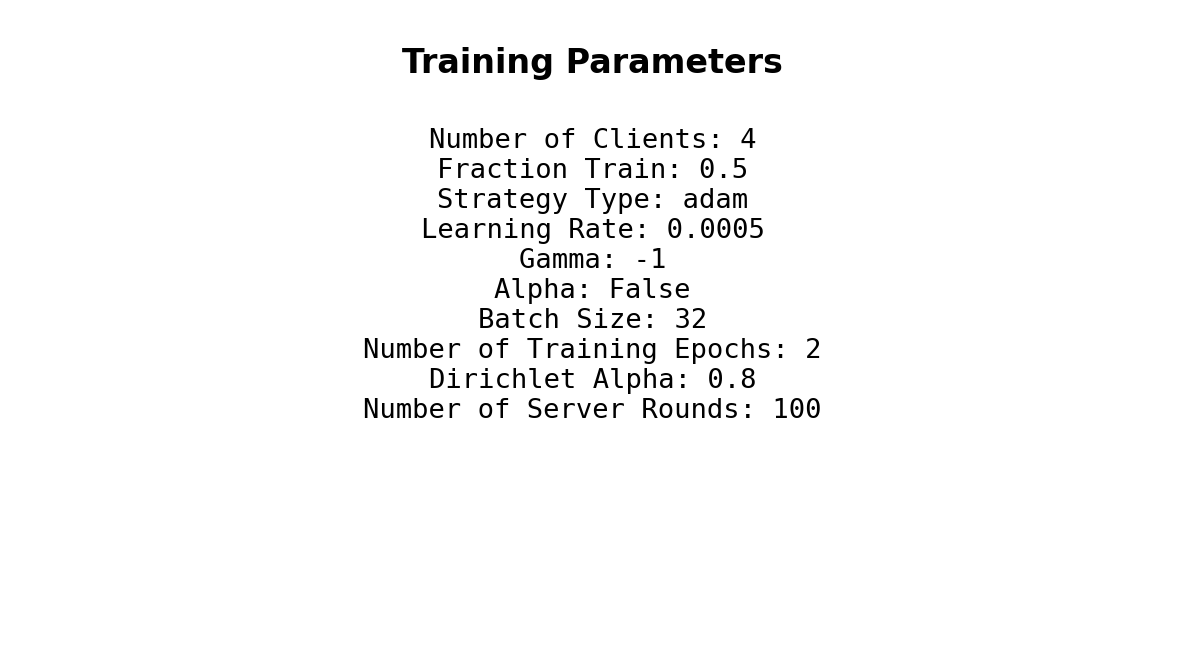 Training Parameters
Number of Clients: 4
Fraction Train: 0.5
Strategy Type: adam
Learning Rate: 0.0005
Gamma: -1
Alpha: False
Batch Size: 32
Number of Training Epochs: 2
Dirichlet Alpha: 0.8
Number of Server Rounds: 100